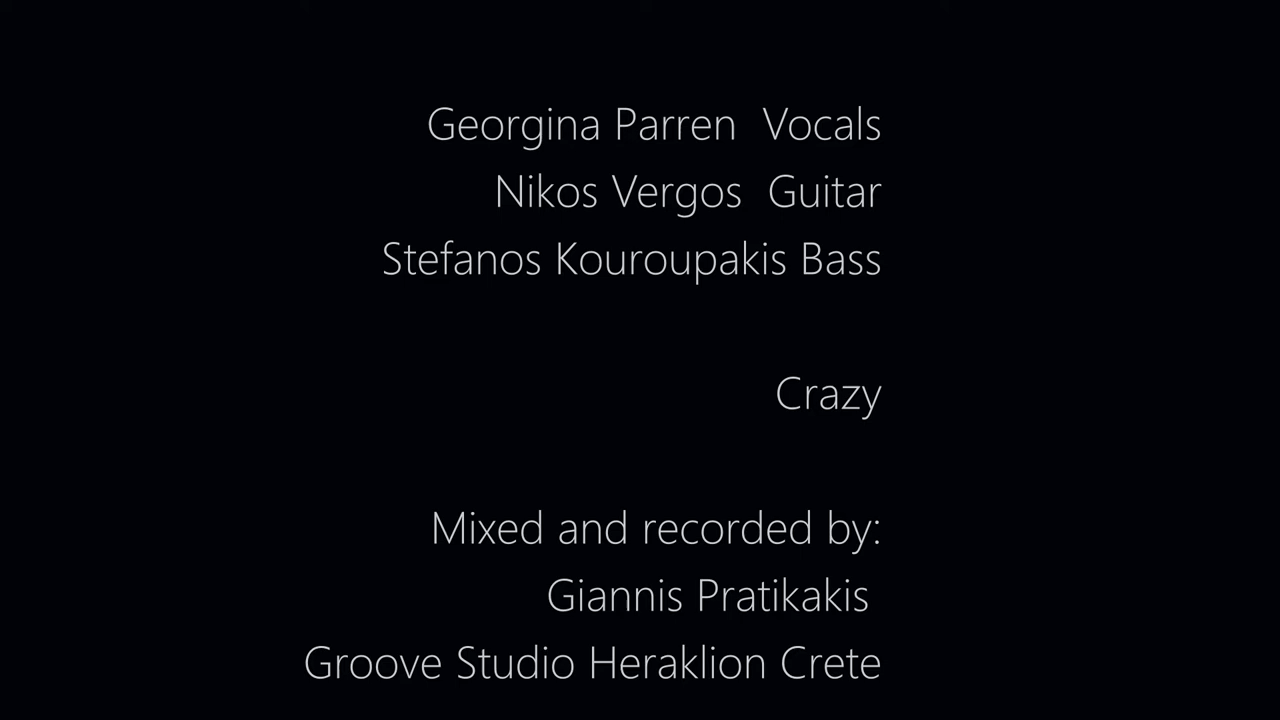 Georgina Parren  Vocals
Nikos Vergos  Guitar
Stefanos Kouroupakis Bass
Crazy
Mixed and recorded by:
Giannis Pratikakis
Groove Studio Heraklion Crete